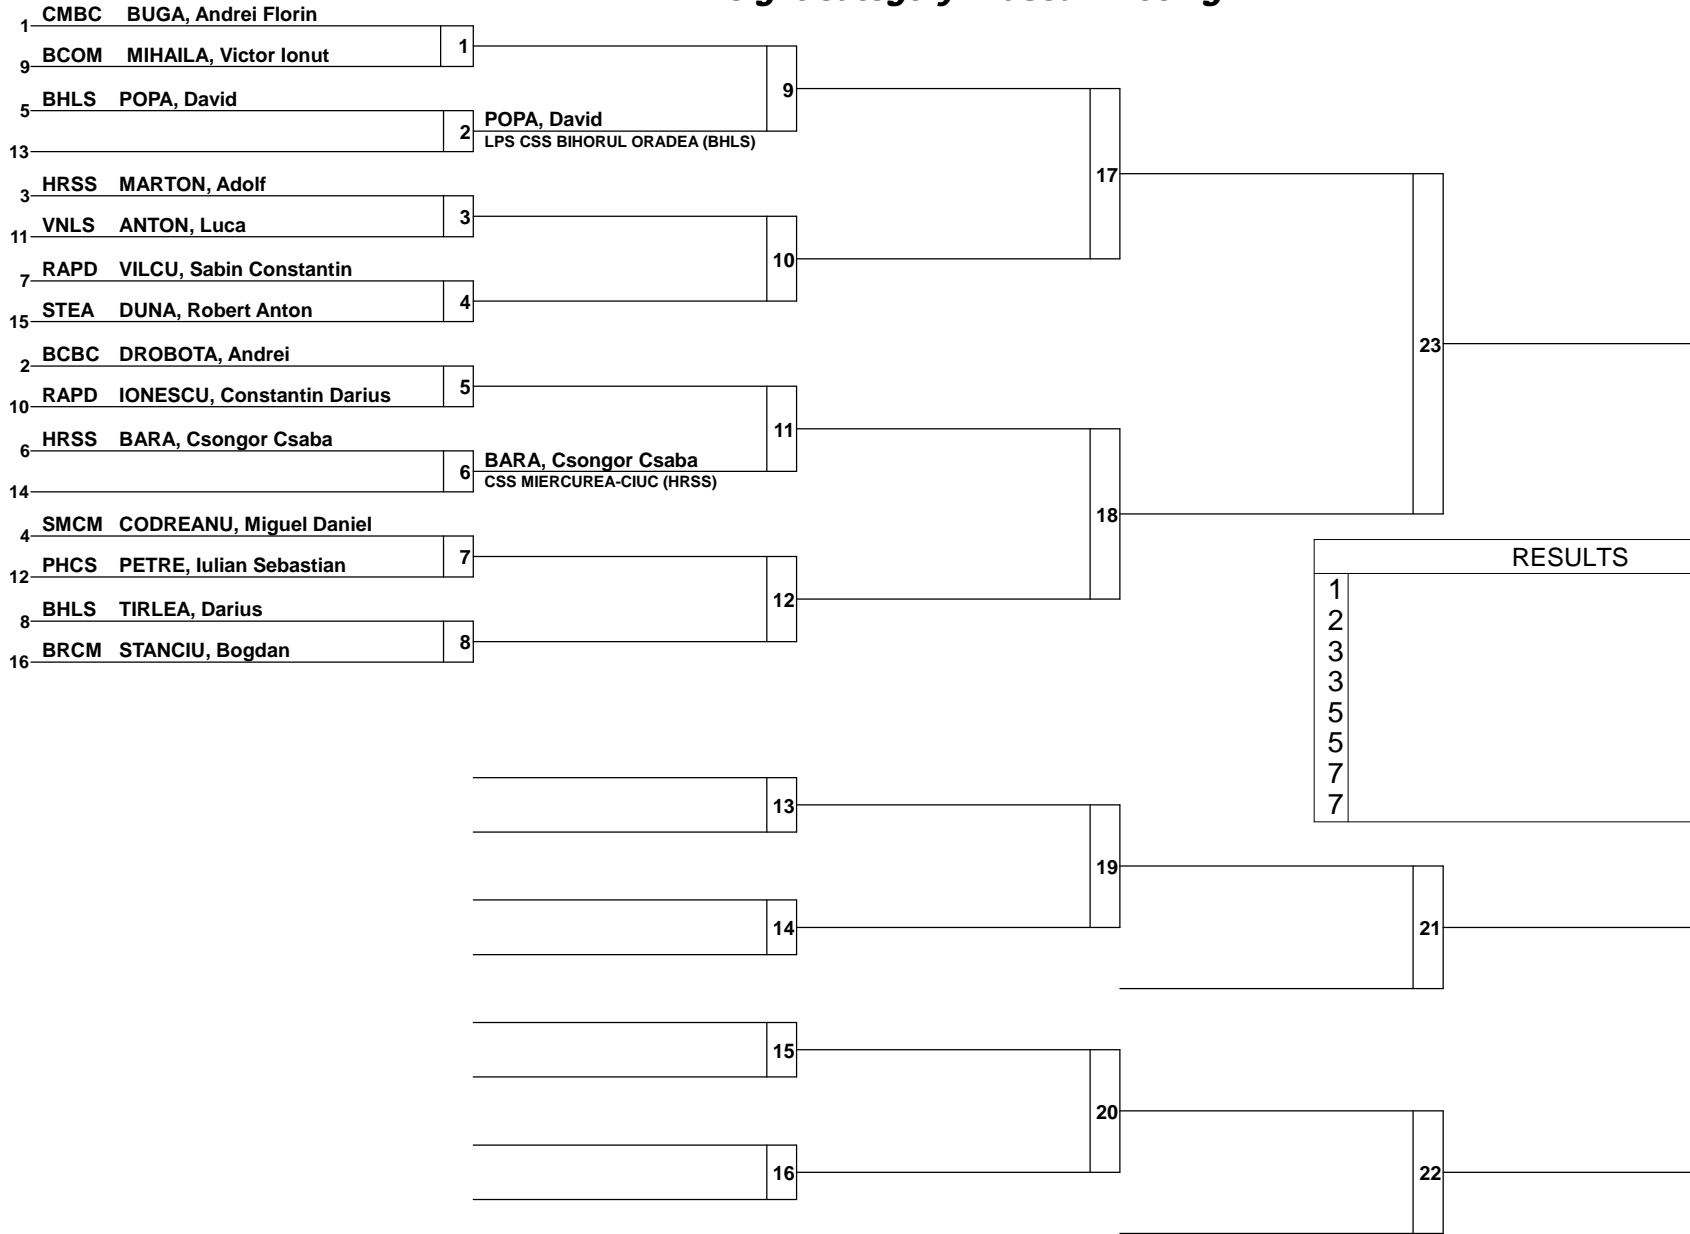 1 CMBC BUGA, Andrei Florin
9 BCOM MIHAILA, Victor Ionut
1
5 BHLS POPA, David
13
2
POPA, David
LPS CSS BIHORUL ORADEA (BHLS)
9
3 HRSS MARTON, Adolf
11 VNLS ANTON, Luca
3
7 RAPD VILCU, Sabin Constantin
15 STEA DUNA, Robert Anton
4
10
17
2 BCBC DROBOTA, Andrei
10 RAPD IONESCU, Constantin Darius
5
6 HRSS BARA, Csongor Csaba
14
6
BARA, Csongor Csaba
CSS MIERCUREA-CIUC (HRSS)
11
4 SMCM CODREANU, Miguel Daniel
12 PHCS PETRE, Iulian Sebastian
7
8 BHLS TIRLEA, Darius
16 BRCM STANCIU, Bogdan
8
12
18
23
RESULTS
1
2
3
3
5
5
7
7
13
14
19
21
15
16
20
22